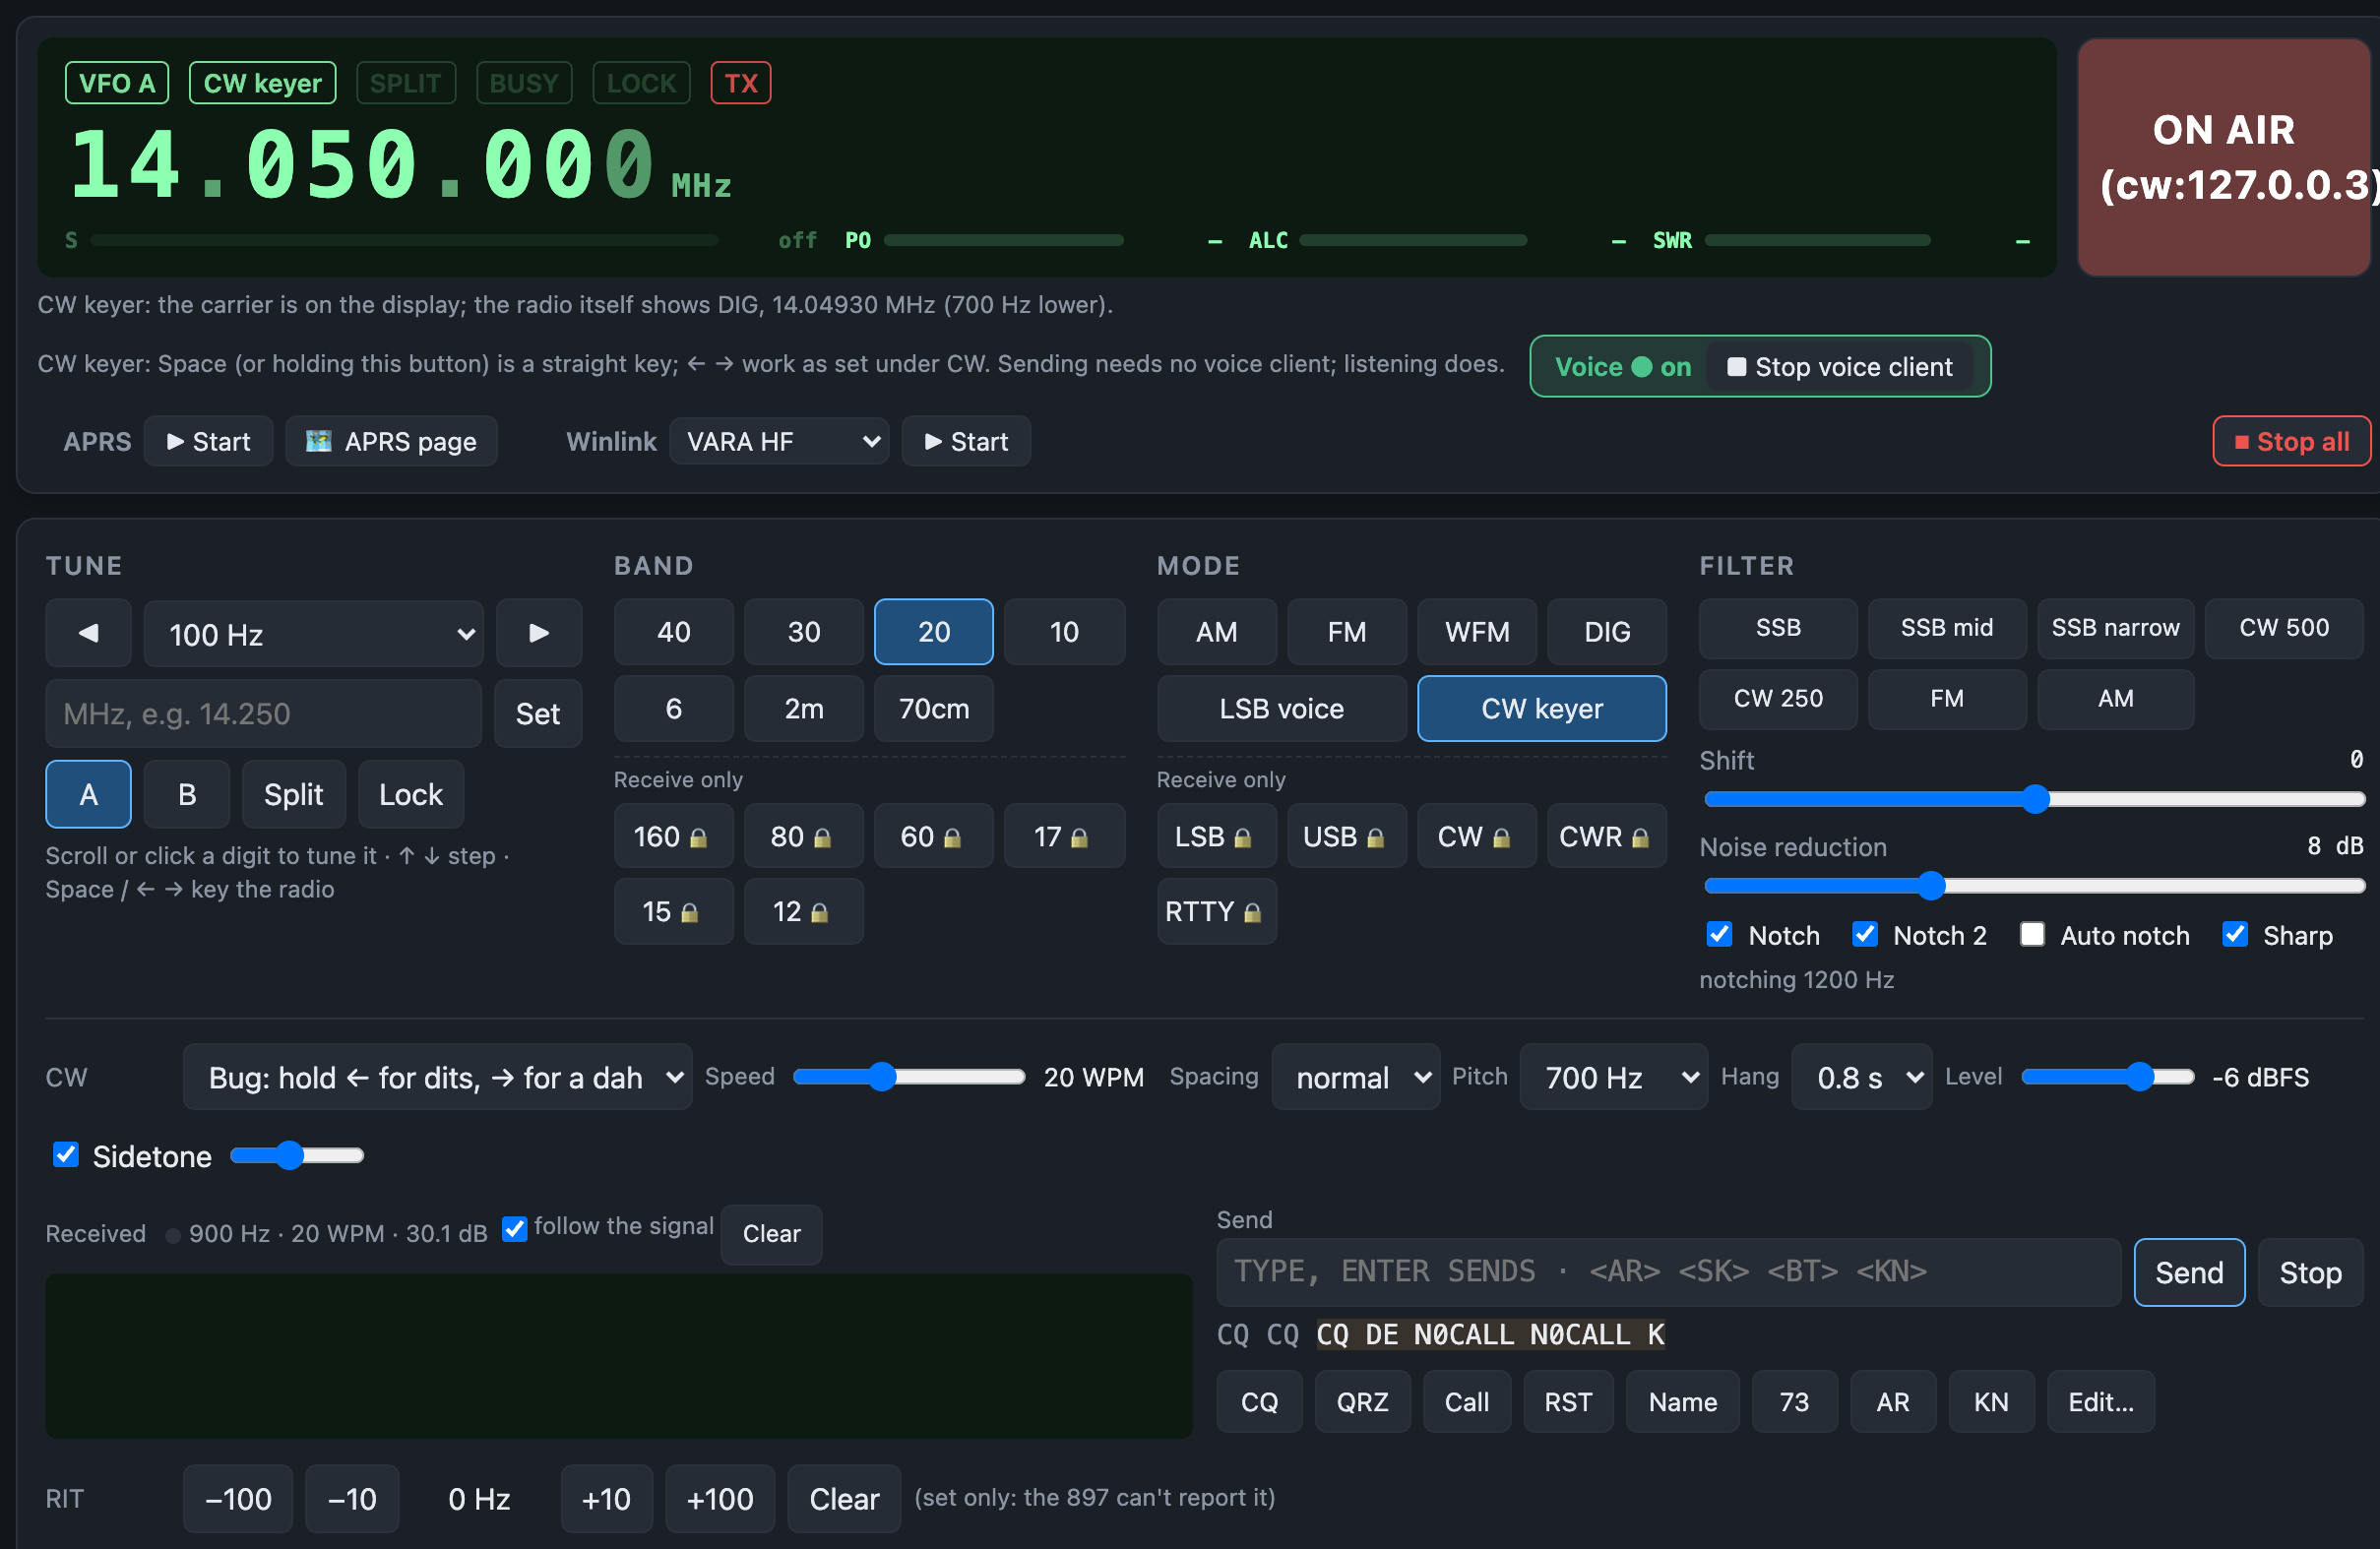 VFO A CW keyer SPLIT BUSY LOCK TX
14.050.000 MHz
S off PO – ALC – SWR –
ON AIR
(cw:127.0.0.3)
CW keyer: the carrier is on the display; the radio itself shows DIG, 14.04930 MHz (700 Hz lower).
CW keyer: Space (or holding this button) is a straight key; ← → work as set under CW. Sending needs no voice client; listening does.
Voice on Stop voice client
APRS Start APRS page Winlink VARA HF Start Stop all
TUNE
◀ 100 Hz ▶
MHz, e.g. 14.250 Set
A B Split Lock
Scroll or click a digit to tune it · ↑ ↓ step ·
Space / ← → key the radio
BAND
40 30 20 10
6 2m 70cm
Receive only
160 80 60 17
15 12
MODE
AM FM WFM DIG
LSB voice CW keyer
Receive only
LSB USB CW CWR
RTTY
FILTER
SSB SSB mid SSB narrow CW 500
CW 250 FM AM
Shift 0
Noise reduction 8 dB
Notch Notch 2 Auto notch Sharp
notching 1200 Hz
CW Bug: hold ← for dits, → for a dah Speed 20 WPM Spacing normal Pitch 700 Hz Hang 0.8 s Level -6 dBFS
Sidetone
Received 900 Hz · 20 WPM · 30.1 dB follow the signal Clear
Send
TYPE, ENTER SENDS · <AR> <SK> <BT> <KN> Send Stop
CQ CQ CQ DE N0CALL N0CALL K
CQ QRZ Call RST Name 73 AR KN Edit...
RIT −100 −10 0 Hz +10 +100 Clear (set only: the 897 can't report it)